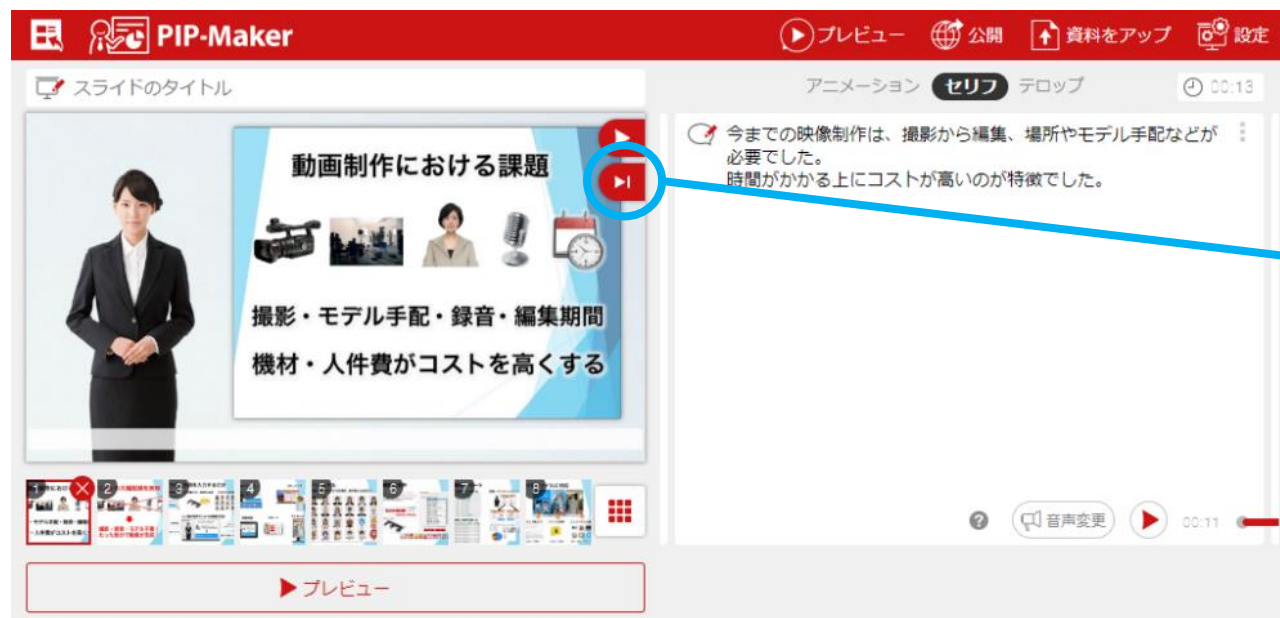 PIP-Maker
プレビュー
公開
資料をアップ
設定
スライドのタイトル
アニメーション
セリフ
テロップ
00:13
動画制作における課題
撮影・モデル手配・録音・編集期間
機材・人件費がコストを高くする
今までの映像制作は、撮影から編集、場所やモデル手配などが
必要でした。
時間がかかる上にコストが高いのが特徴でした。
1
2
3
4
5
6
7
8
音声変更
00:11
プレビュー